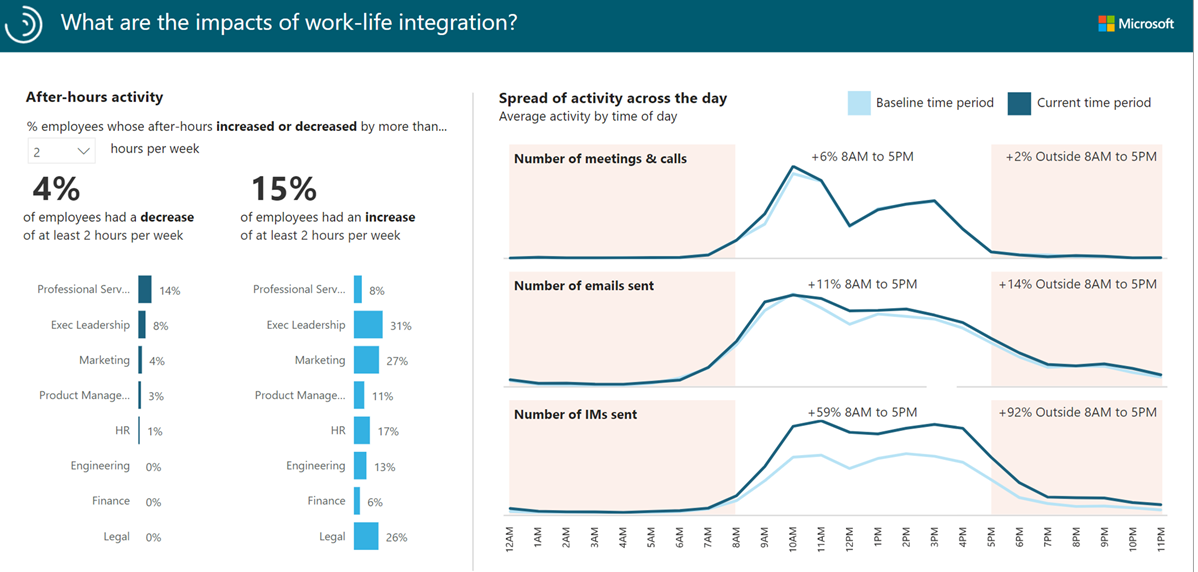 What are the impacts of work-life integration?
Microsoft
After-hours activity
% employees whose after-hours increased or decreased by more than...
2 hours per week
4%
of employees had a decrease
of at least 2 hours per week
15%
of employees had an increase
of at least 2 hours per week
Professional Serv... 14%
Exec Leadership 8%
Marketing 4%
Product Manage... 3%
HR 1%
Engineering 0%
Finance 0%
Legal 0%
Professional Serv... 8%
Exec Leadership 31%
Marketing 27%
Product Manage... 11%
HR 17%
Engineering 13%
Finance 6%
Legal 26%
Spread of activity across the day
Average activity by time of day
Baseline time period
Current time period
Number of meetings & calls
+6% 8AM to 5PM
+2% Outside 8AM to 5PM
Number of emails sent
+11% 8AM to 5PM
+14% Outside 8AM to 5PM
Number of IMs sent
+59% 8AM to 5PM
+92% Outside 8AM to 5PM
12AM
1AM
2AM
3AM
4AM
5AM
6AM
7AM
8AM
9AM
10AM
11AM
12PM
1PM
2PM
3PM
4PM
5PM
6PM
7PM
8PM
9PM
10PM
11PM